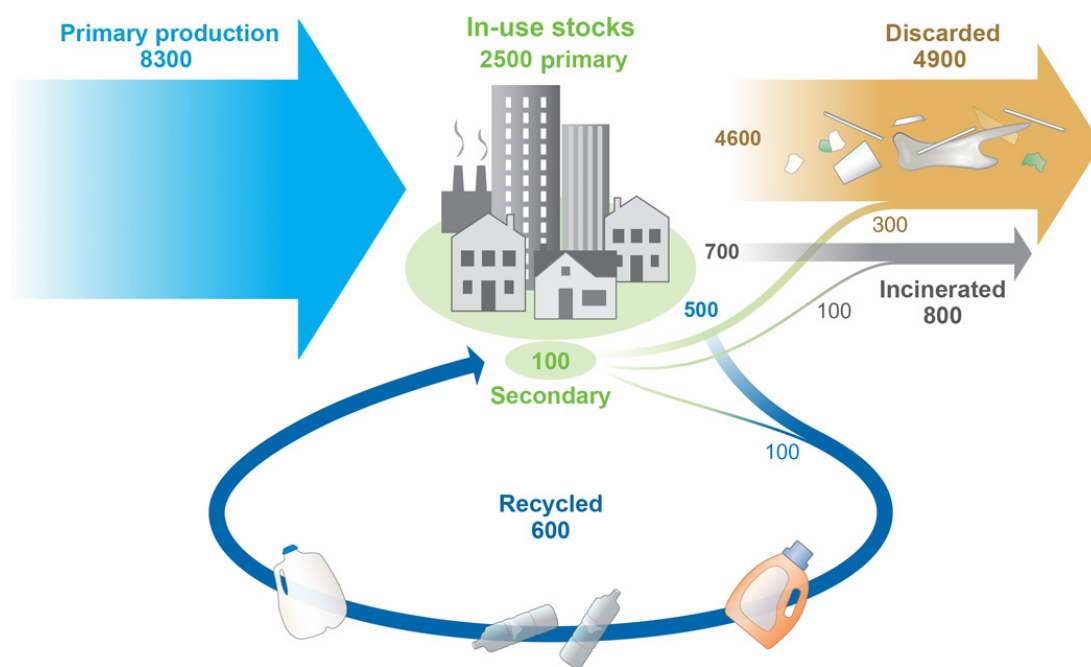 Primary production
8300
In-use stocks
2500 primary
Discarded
4900
4600
300
700
Incinerated
800
100
500
100
Secondary
100
Recycled
600